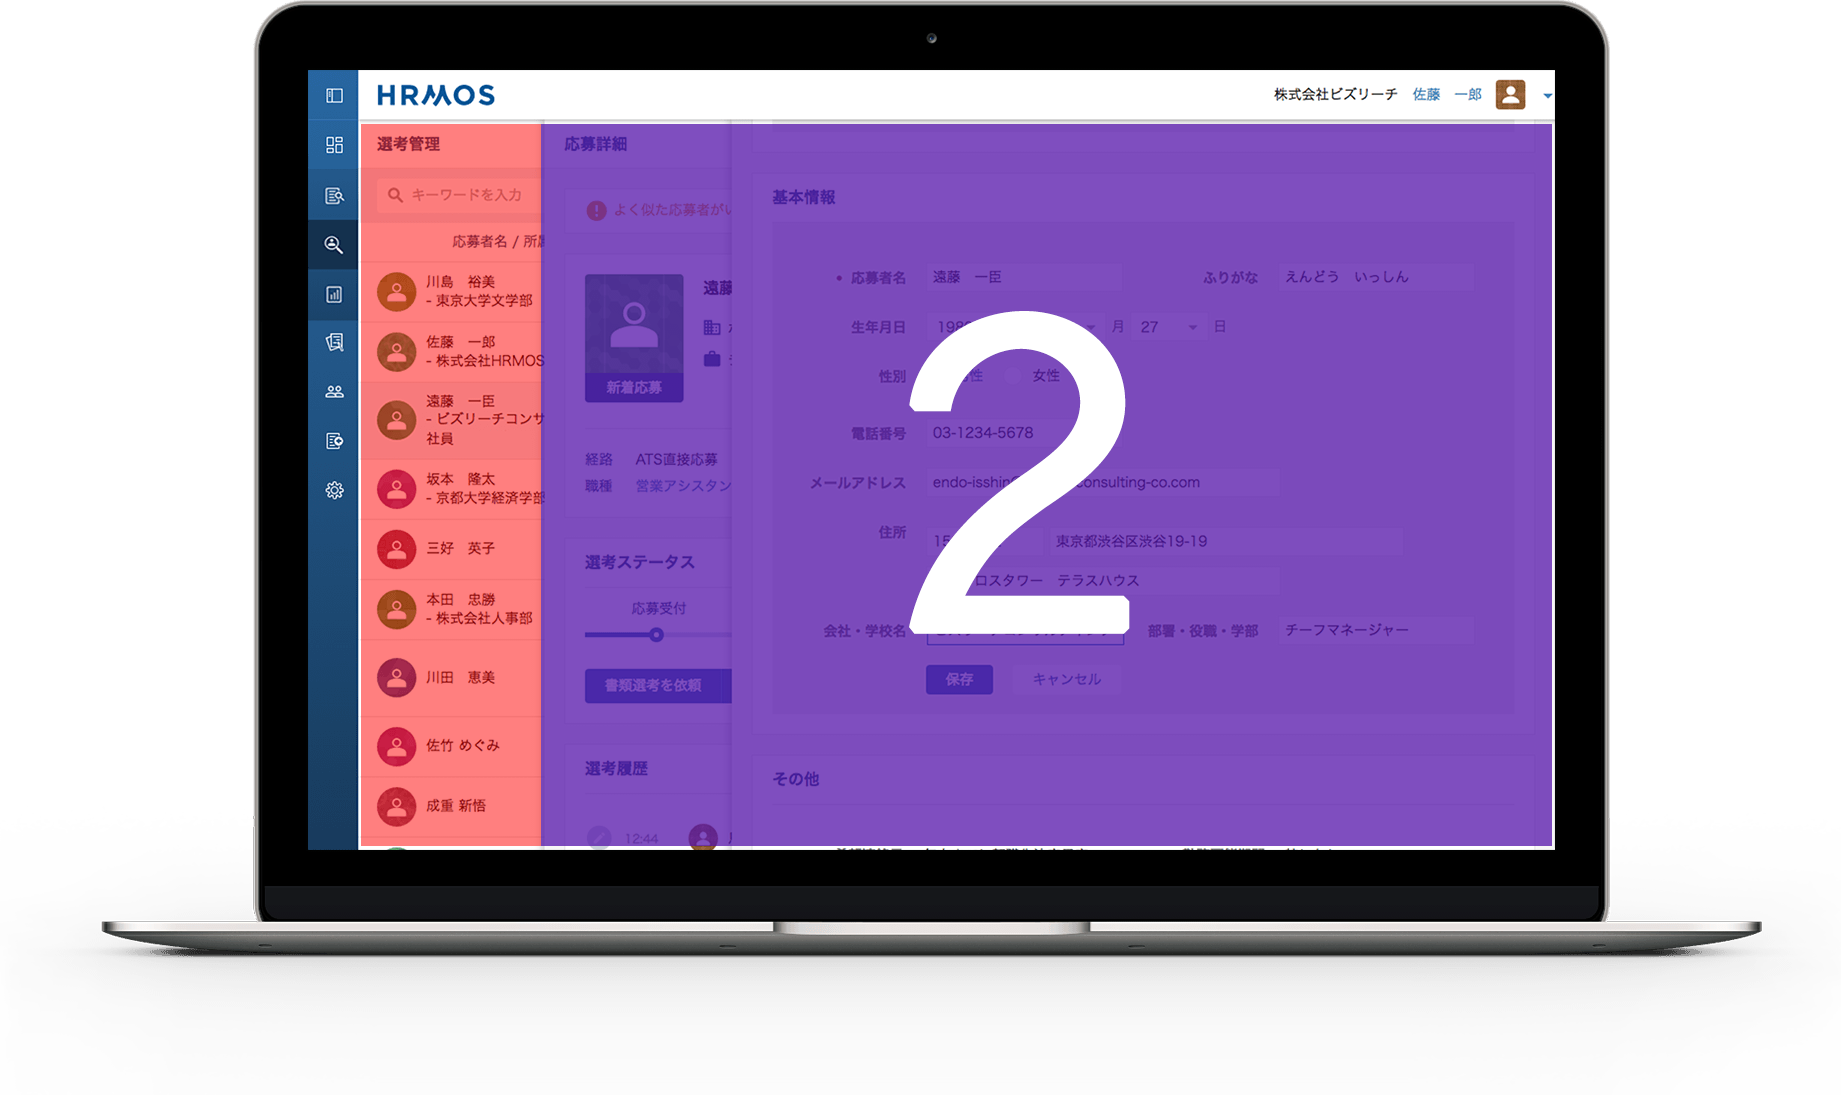 HRMOS
株式会社ビズリーチ 佐藤 一郎
選考管理
キーワードを入力
応募者名 / 所
川島 裕美
- 東京大学文学部
佐藤 一郎
- 株式会社HRMOS
遠藤 一臣
- ビズリーチコンサ
社員
坂本 隆太
- 京都大学経済学部
三好 英子
本田 忠勝
- 株式会社人事部
川田 恵美
佐竹 めぐみ
成重 新悟
応募詳細
よく似た応募者がい
遠藤
新着応募
経路 ATS直接応募
職種 営業アシスタン
選考ステータス
応募受付
書類選考を依頼
選考履歴
12:44
基本情報
応募者名 遠藤 一臣 ふりがな えんどう いっしん
生年月日 月 27 日
性別 女性
電話番号 03-1234-5678
メールアドレス endo-isshin consulting-co.com
住所
東京都渋谷区渋谷19-19
ロスタワー テラスハウス
会社・学校名 部署・役職・学部 チーフマネージャー
保存 キャンセル
その他
2